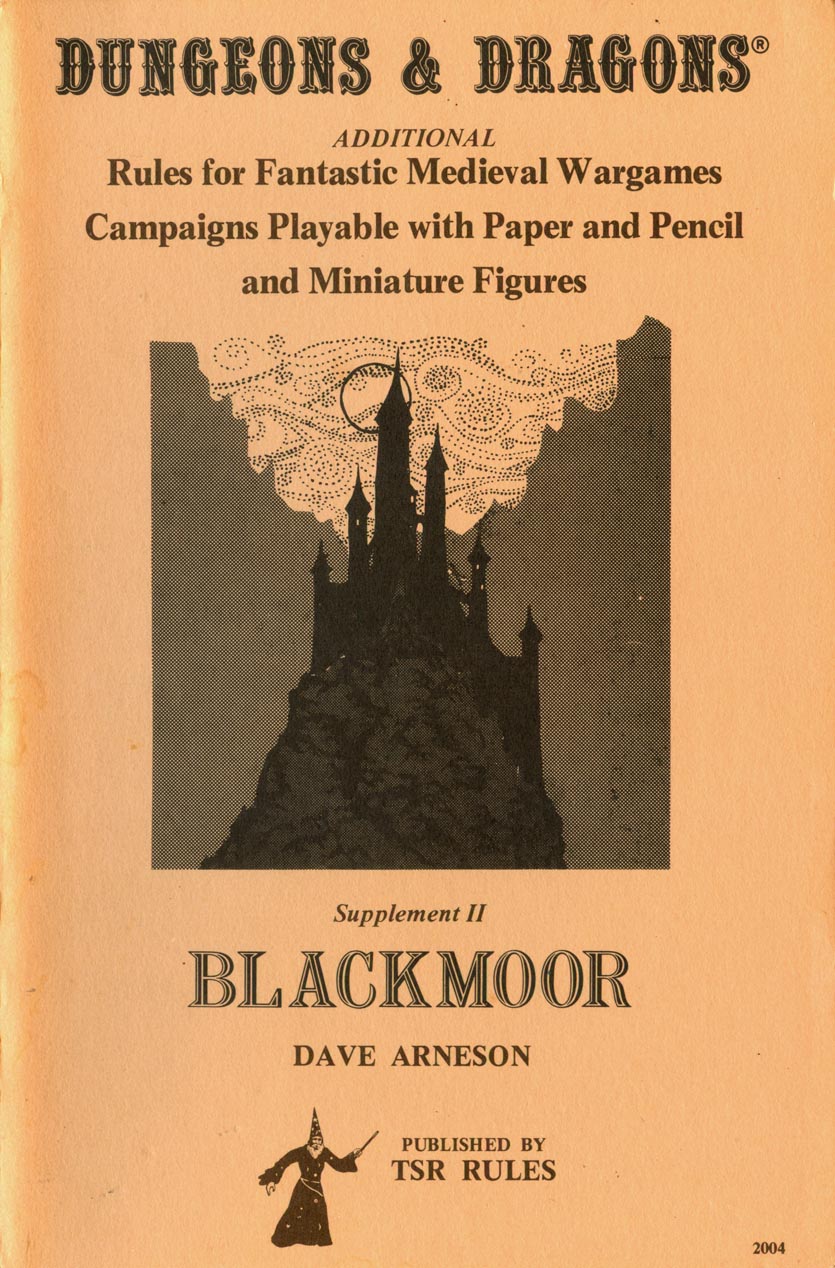 DUNGEONS & DRAGONS®
ADDITIONAL
Rules for Fantastic Medieval Wargames
Campaigns Playable with Paper and Pencil
and Miniature Figures
Supplement II
BLACKMOOR
DAVE ARNESON
PUBLISHED BY
TSR RULES
2004